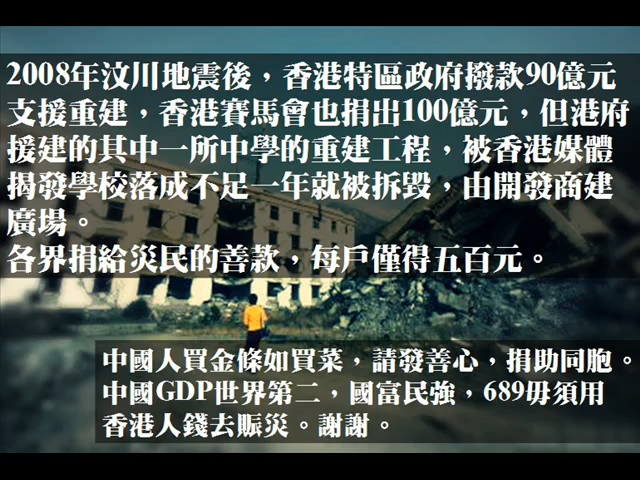 2008年汶川地震後，香港特區政府撥款90億元
支援重建，香港賽馬會也捐出100億元，但港府
援建的其中一所中學的重建工程，被香港媒體
揭發學校落成不足一年就被拆毀，由開發商建
廣場。
各界捐給災民的善款，每戶僅得五百元。
中國人買金條如買菜，請發善心，捐助同胞。
中國GDP世界第二，國富民強，689毋須用
香港人錢去賑災。謝謝。